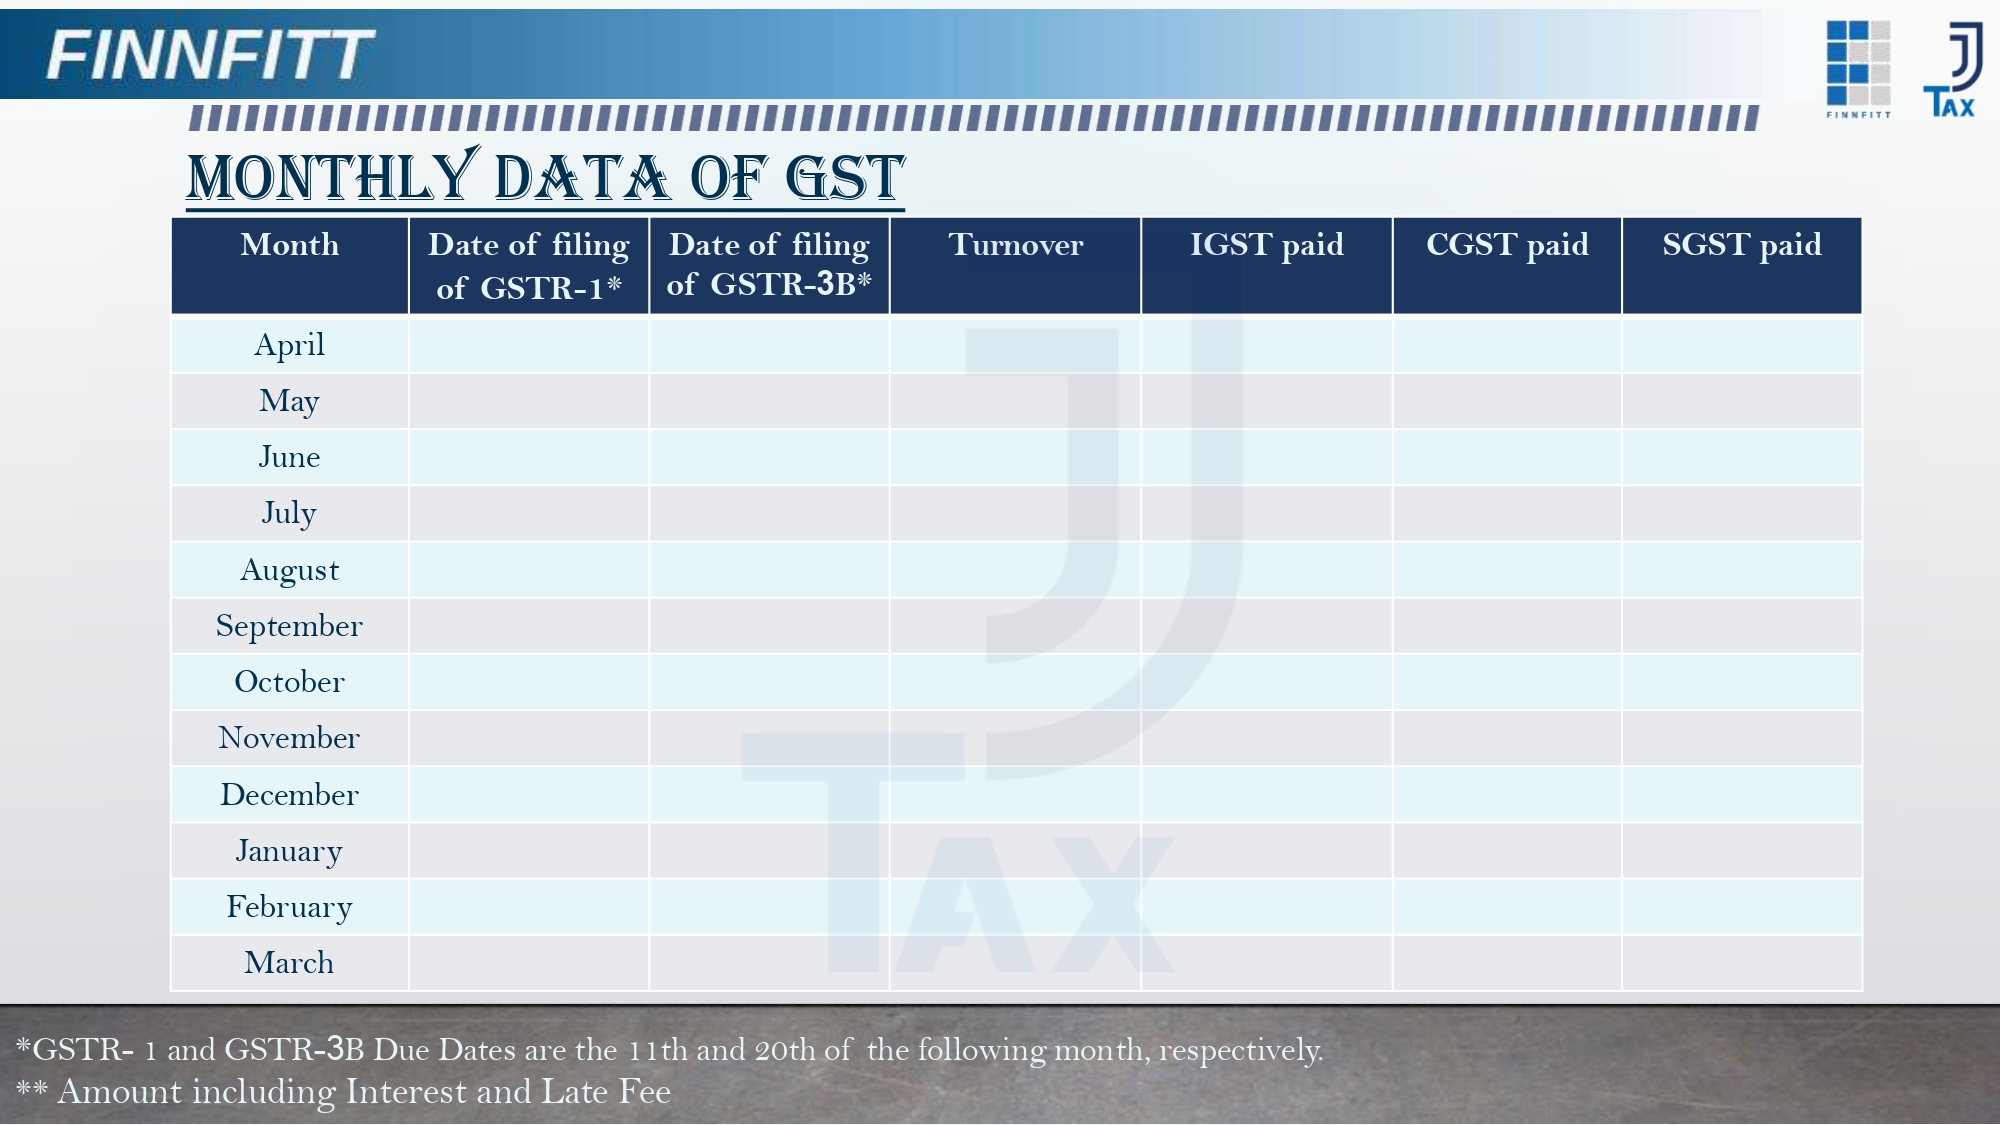 FINNFITT
FINNFITT
J TAX
MONTHLY DATA OF GST
Month Date of filing of GSTR-1* Date of filing of GSTR-3B* Turnover IGST paid CGST paid SGST paid
April
May
June
July
August
September
October
November
December
January
February
March
J
TAX
*GSTR- 1 and GSTR-3B Due Dates are the 11th and 20th of the following month, respectively.
** Amount including Interest and Late Fee